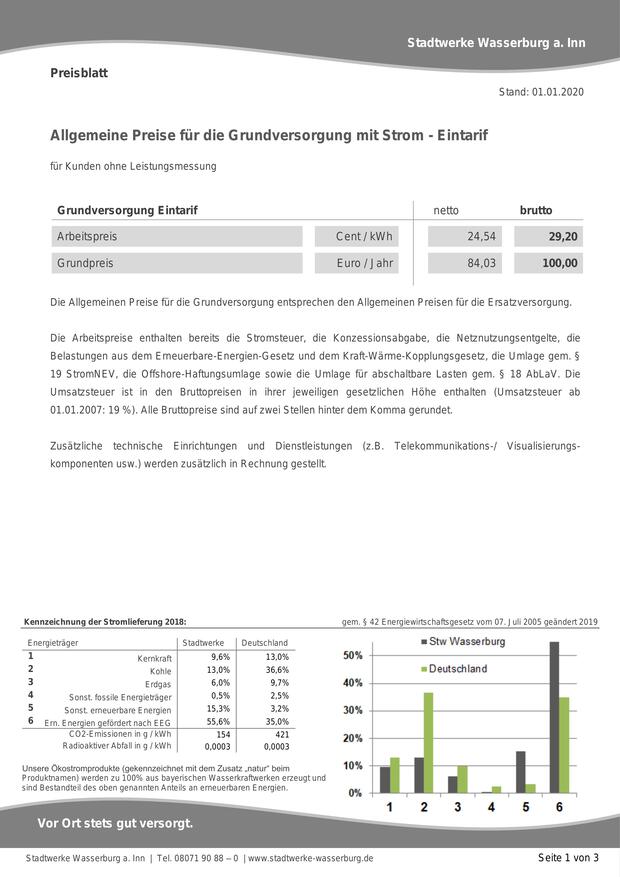 Stadtwerke Wasserburg a. Inn
Preisblatt
Stand: 01.01.2020
Allgemeine Preise für die Grundversorgung mit Strom - Eintarif
für Kunden ohne Leistungsmessung
Grundversorgung Eintarif netto brutto
Arbeitspreis Cent / kWh 24,54 29,20
Grundpreis Euro / Jahr 84,03 100,00
Die Allgemeinen Preise für die Grundversorgung entsprechen den Allgemeinen Preisen für die Ersatzversorgung.
Die Arbeitspreise enthalten bereits die Stromsteuer, die Konzessionsabgabe, die Netznutzungsentgelte, die
Belastungen aus dem Erneuerbare-Energien-Gesetz und dem Kraft-Wärme-Kopplungsgesetz, die Umlage gem. §
19 StromNEV, die Offshore-Haftungsumlage sowie die Umlage für abschaltbare Lasten gem. § 18 AbLaV. Die
Umsatzsteuer ist in den Bruttopreisen in ihrer jeweiligen gesetzlichen Höhe enthalten (Umsatzsteuer ab
01.01.2007: 19 %). Alle Bruttopreise sind auf zwei Stellen hinter dem Komma gerundet.
Zusätzliche technische Einrichtungen und Dienstleistungen (z.B. Telekommunikations-/ Visualisierungs-
komponenten usw.) werden zusätzlich in Rechnung gestellt.
Kennzeichnung der Stromlieferung 2018: gem. § 42 Energiewirtschaftsgesetz vom 07. Juli 2005 geändert 2019
Energieträger Stadtwerke Deutschland
1 Kernkraft 9,6% 13,0%
2 Kohle 13,0% 36,6%
3 Erdgas 6,0% 9,7%
4 Sonst. fossile Energieträger 0,5% 2,5%
5 Sonst. erneuerbare Energien 15,3% 3,2%
6 Ern. Energien gefördert nach EEG 55,6% 35,0%
CO2-Emissionen in g / kWh 154 421
Radioaktiver Abfall in g / kWh 0,0003 0,0003
Unsere Ökostromprodukte (gekennzeichnet mit dem Zusatz „natur" beim
Produktnamen) werden zu 100% aus bayerischen Wasserkraftwerken erzeugt und
sind Bestandteil des oben genannten Anteils an erneuerbaren Energien.
Stw Wasserburg
Deutschland
50%
40%
30%
20%
10%
0%
1 2 3 4 5 6
Vor Ort stets gut versorgt.
Stadtwerke Wasserburg a. Inn | Tel. 08071 90 88 – 0 | www.stadtwerke-wasserburg.de Seite 1 von 3